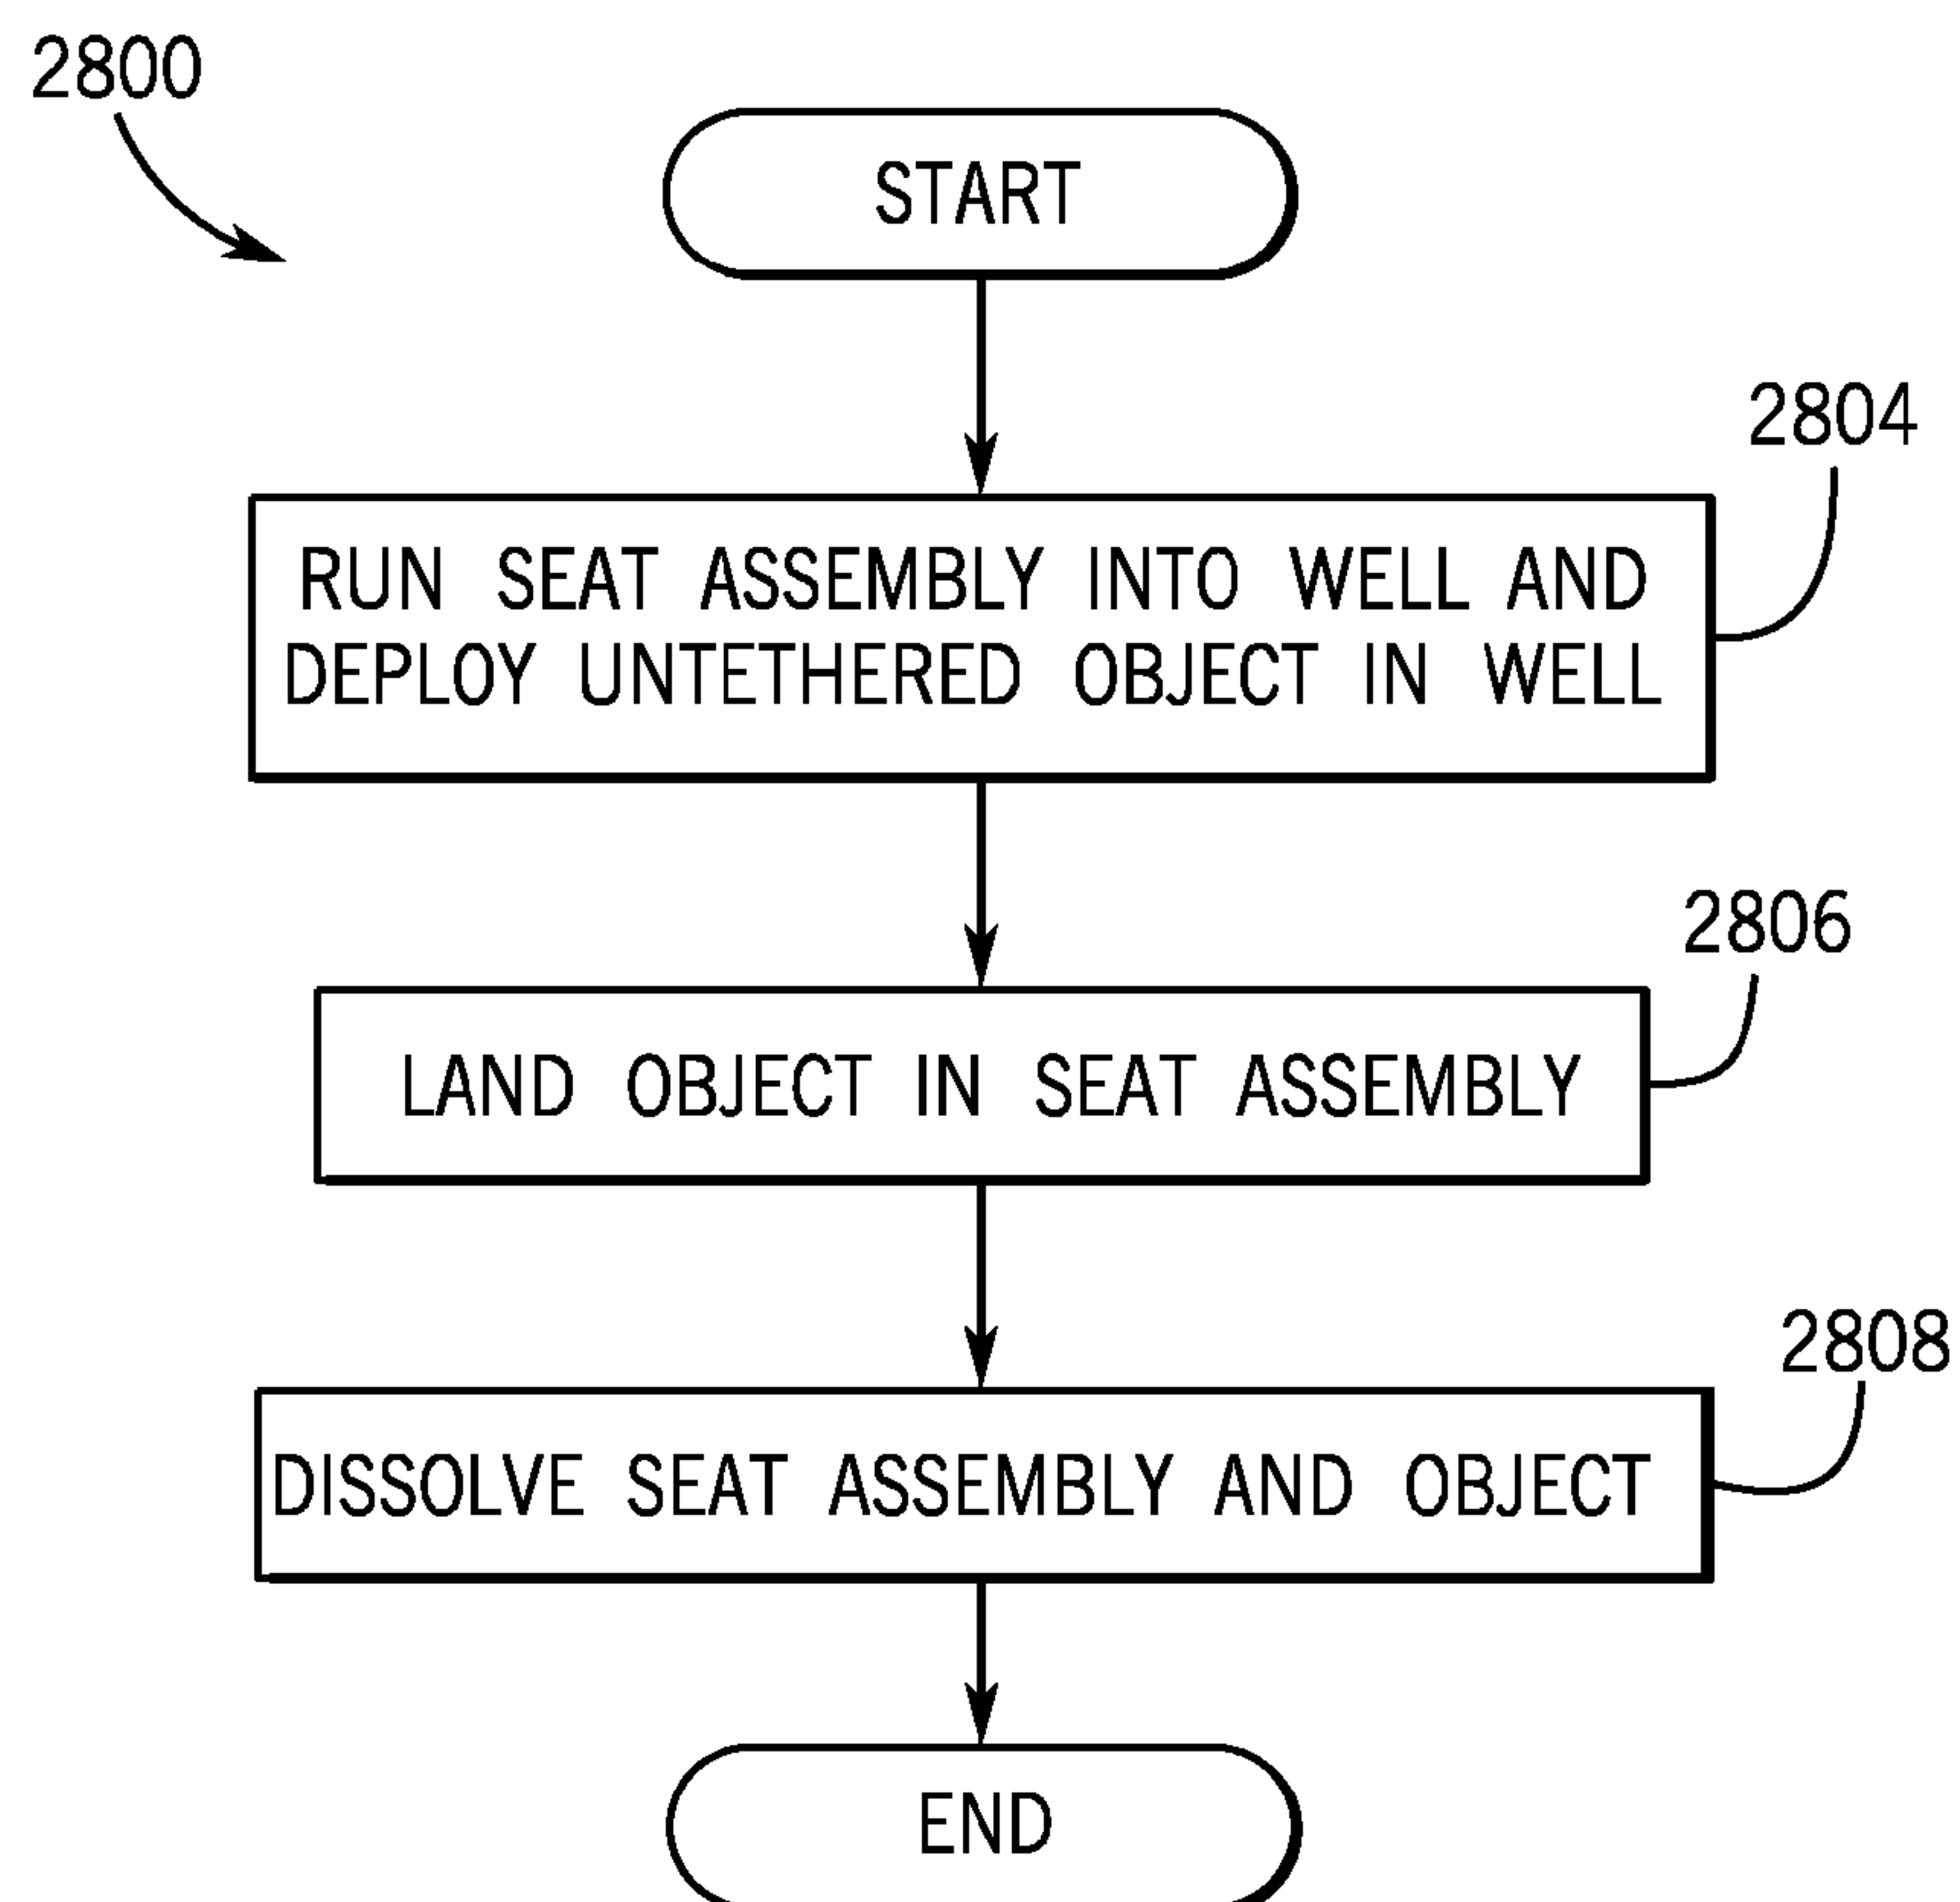 2800
START
2804
RUN SEAT ASSEMBLY INTO WELL AND
DEPLOY UNTETHERED OBJECT IN WELL
2806
LAND OBJECT IN SEAT ASSEMBLY
2808
DISSOLVE SEAT ASSEMBLY AND OBJECT
END